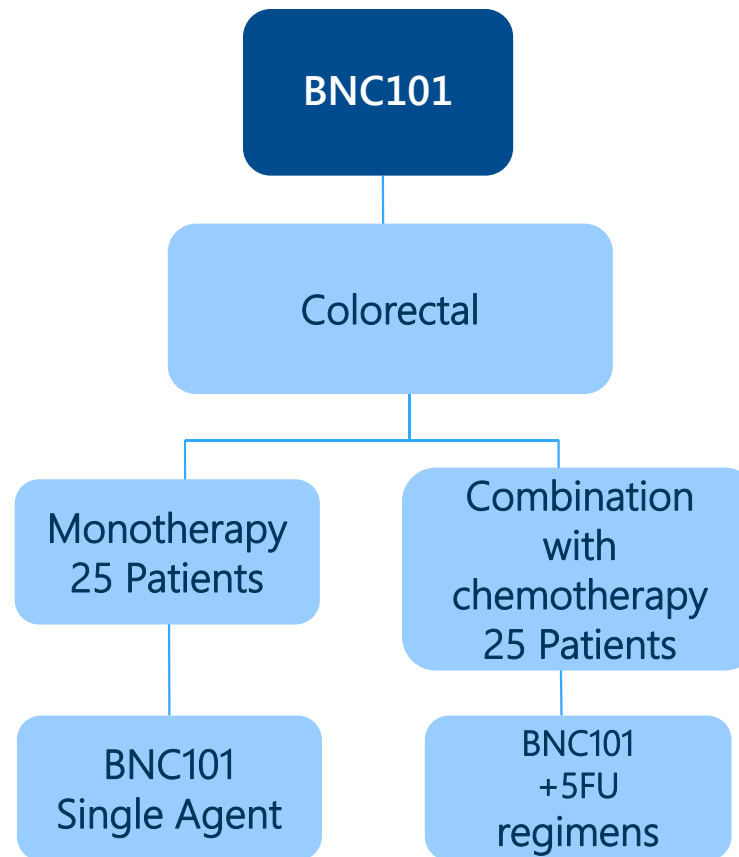 BNC101
Colorectal
Monotherapy
25 Patients
Combination
with
chemotherapy
25 Patients
BNC101
Single Agent
BNC101
+5FU
regimens